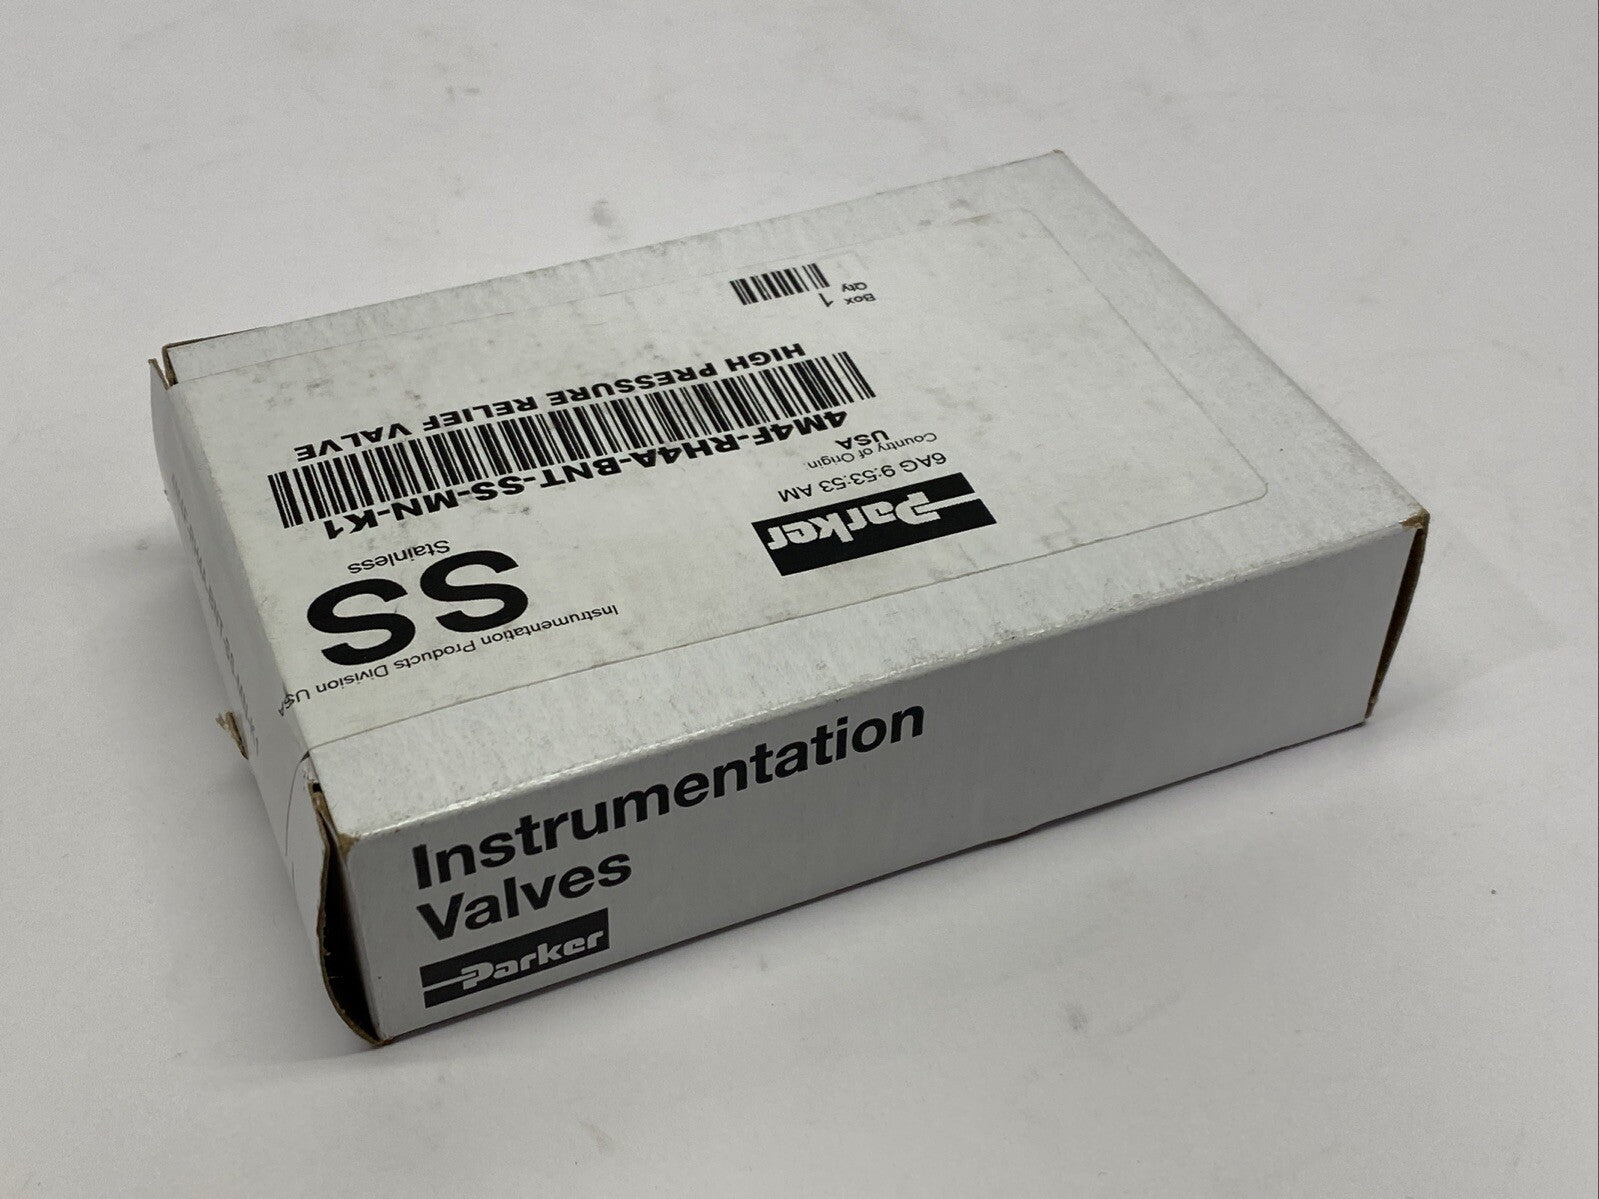 Parker
6AG 9:53:53 AM
Country of Origin:
USA
Instrumentation Products Division USA
SS
Stainless
4M4F-RH4A-BNT-SS-MN-K1
HIGH PRESSURE RELIEF VALVE
Box 1
Qty
Instrumentation
Valves
Parker